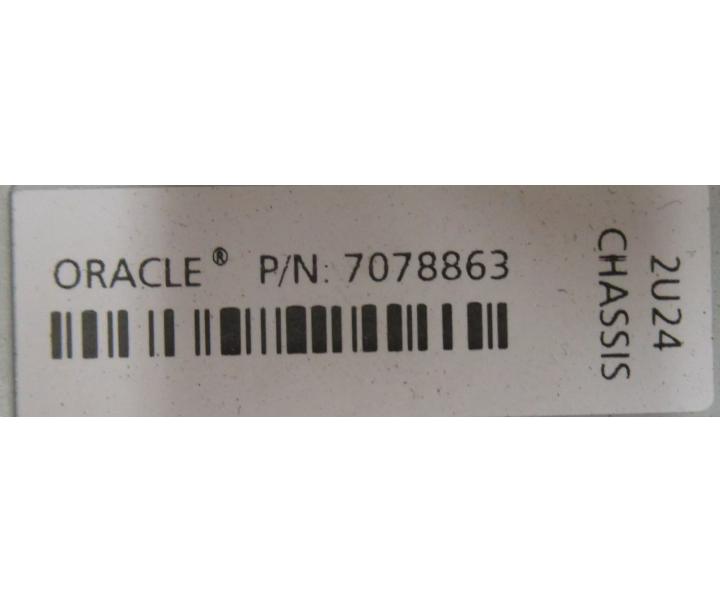 ORACLE® P/N: 7078863
2U24
CHASSIS